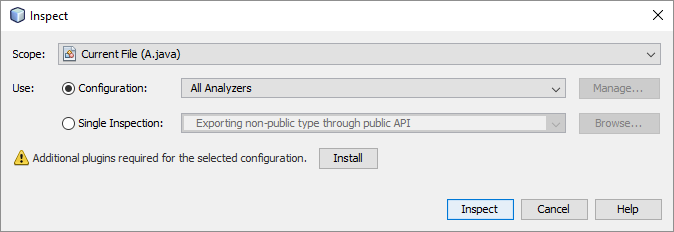 Inspect
Scope: Current File (A.java)
Use: Configuration: All Analyzers Manage...
Single Inspection: Exporting non-public type through public API Browse...
Additional plugins required for the selected configuration. Install
Inspect Cancel Help